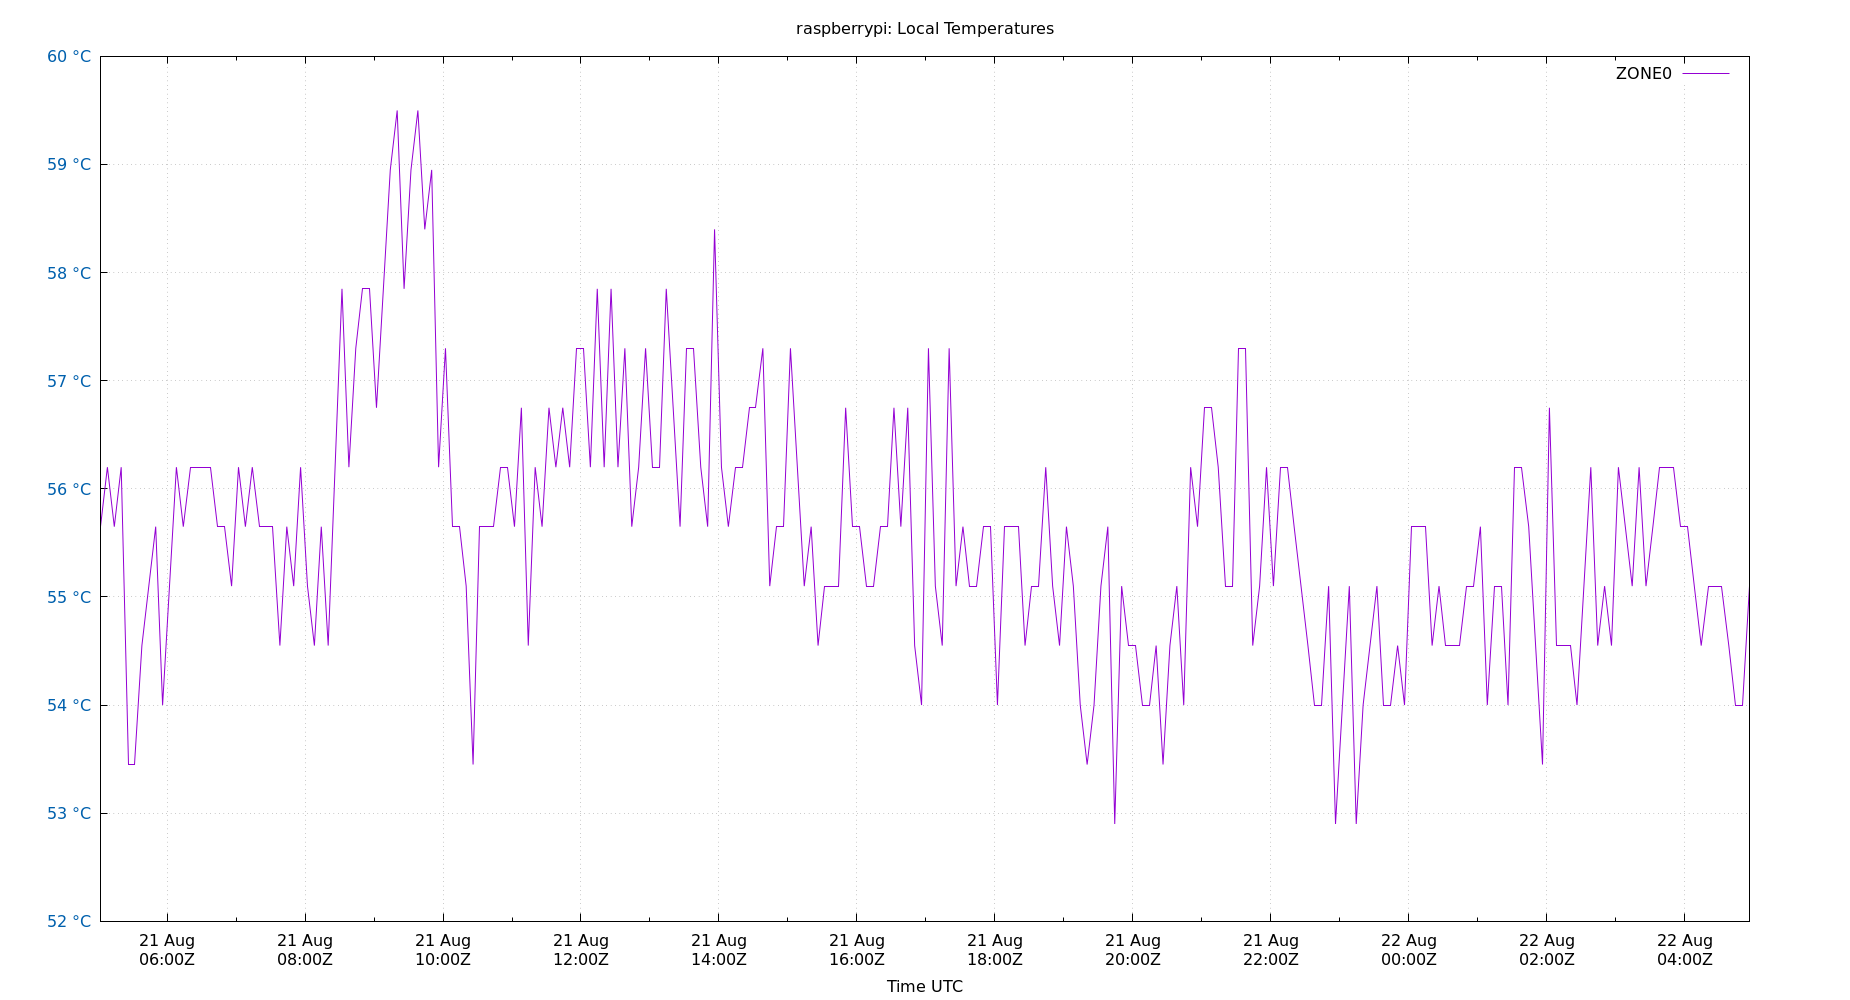 raspberrypi: Local Temperatures
60 °C
ZONE0
59 °C
58 °C
57 °C
56 °C
55 °C
54 °C
53 °C
52 °C
21 Aug 21 Aug 21 Aug 21 Aug 21 Aug 21 Aug 21 Aug 21 Aug 21 Aug 22 Aug 22 Aug 22 Aug
06:00Z 08:00Z 10:00Z 12:00Z 14:00Z 16:00Z 18:00Z 20:00Z 22:00Z 00:00Z 02:00Z 04:00Z
Time UTC